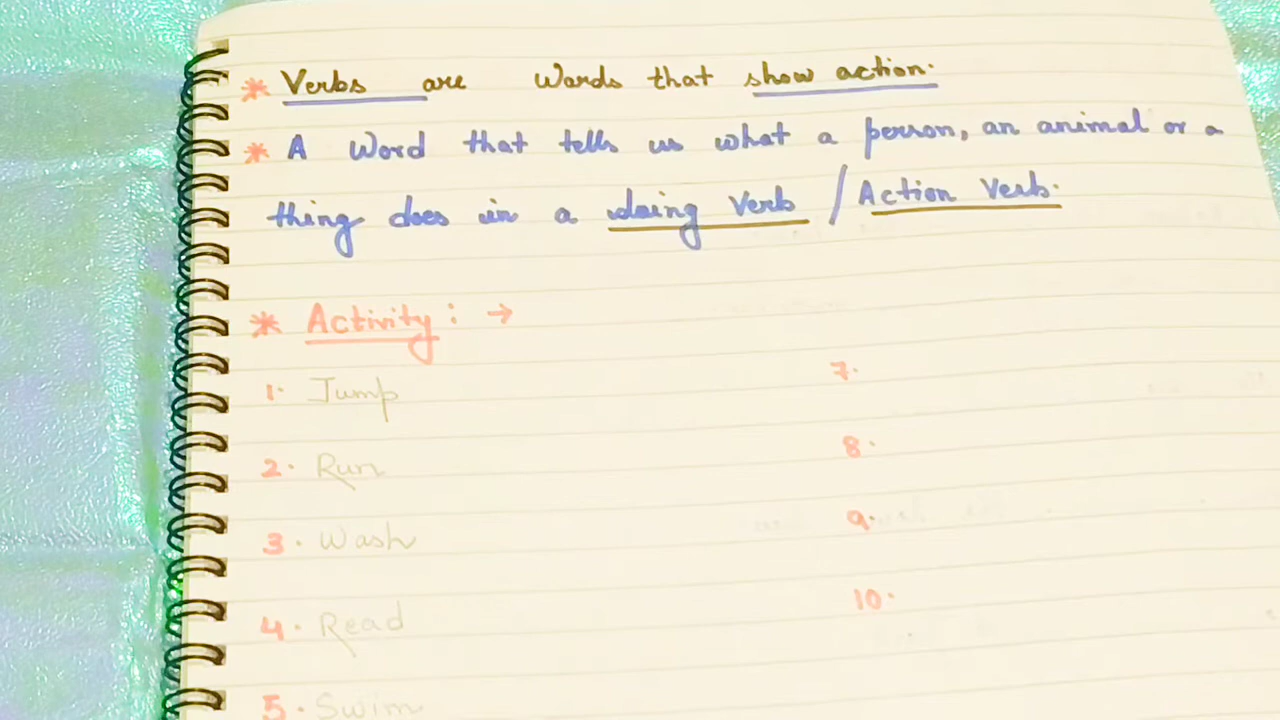 * Verbs are words that show action.
* A Word that tells us what a person, an animal or a
thing does in a doing Verb / Action Verb.
* Activity : →
1. Jump
2. Run
3. Wash
4. Read
5. Swim
7.
8.
9.
10.